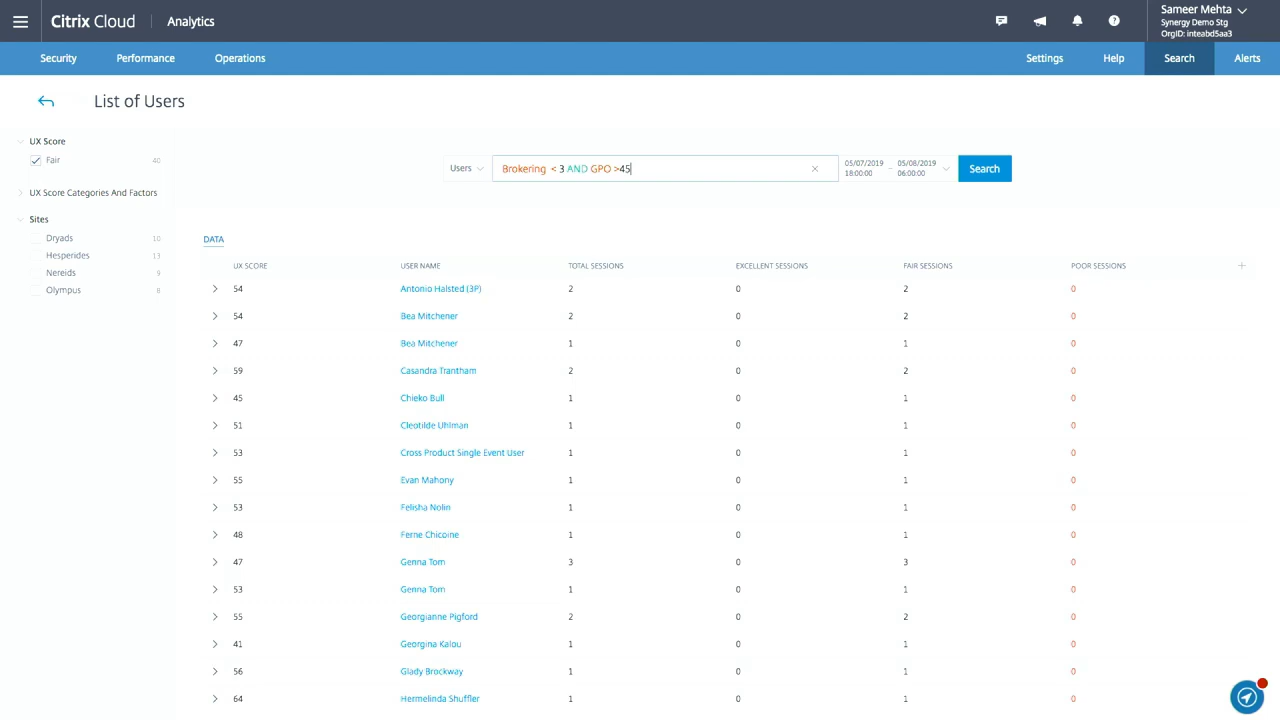 Citrix Cloud Analytics
Sameer Mehta
Synergy Demo Stg
OrgID: inteabd5aa3
Security Performance Operations Settings Help Search Alerts
List of Users
UX Score
Fair 40
UX Score Categories And Factors
Sites
Dryads 10
Hesperides 13
Nereids 9
Olympus 8
Users Brokering < 3 AND GPO >45
05/07/2019 18:00:00 – 05/08/2019 06:00:00
Search
DATA
UX SCORE USER NAME TOTAL SESSIONS EXCELLENT SESSIONS FAIR SESSIONS POOR SESSIONS
54 Antonio Halsted (3P) 2 0 2 0
54 Bea Mitchener 2 0 2 0
47 Bea Mitchener 1 0 1 0
59 Casandra Trantham 2 0 2 0
45 Chieko Bull 1 0 1 0
51 Cleotilde Uhlman 1 0 1 0
53 Cross Product Single Event User 1 0 1 0
55 Evan Mahony 1 0 1 0
53 Felisha Nolin 1 0 1 0
48 Ferne Chicoine 1 0 1 0
47 Genna Tom 3 0 3 0
53 Genna Tom 1 0 1 0
55 Georgianne Pigford 2 0 2 0
41 Georgina Kalou 1 0 1 0
56 Glady Brockway 1 0 1 0
64 Hermelinda Shuffler 1 0 1 0